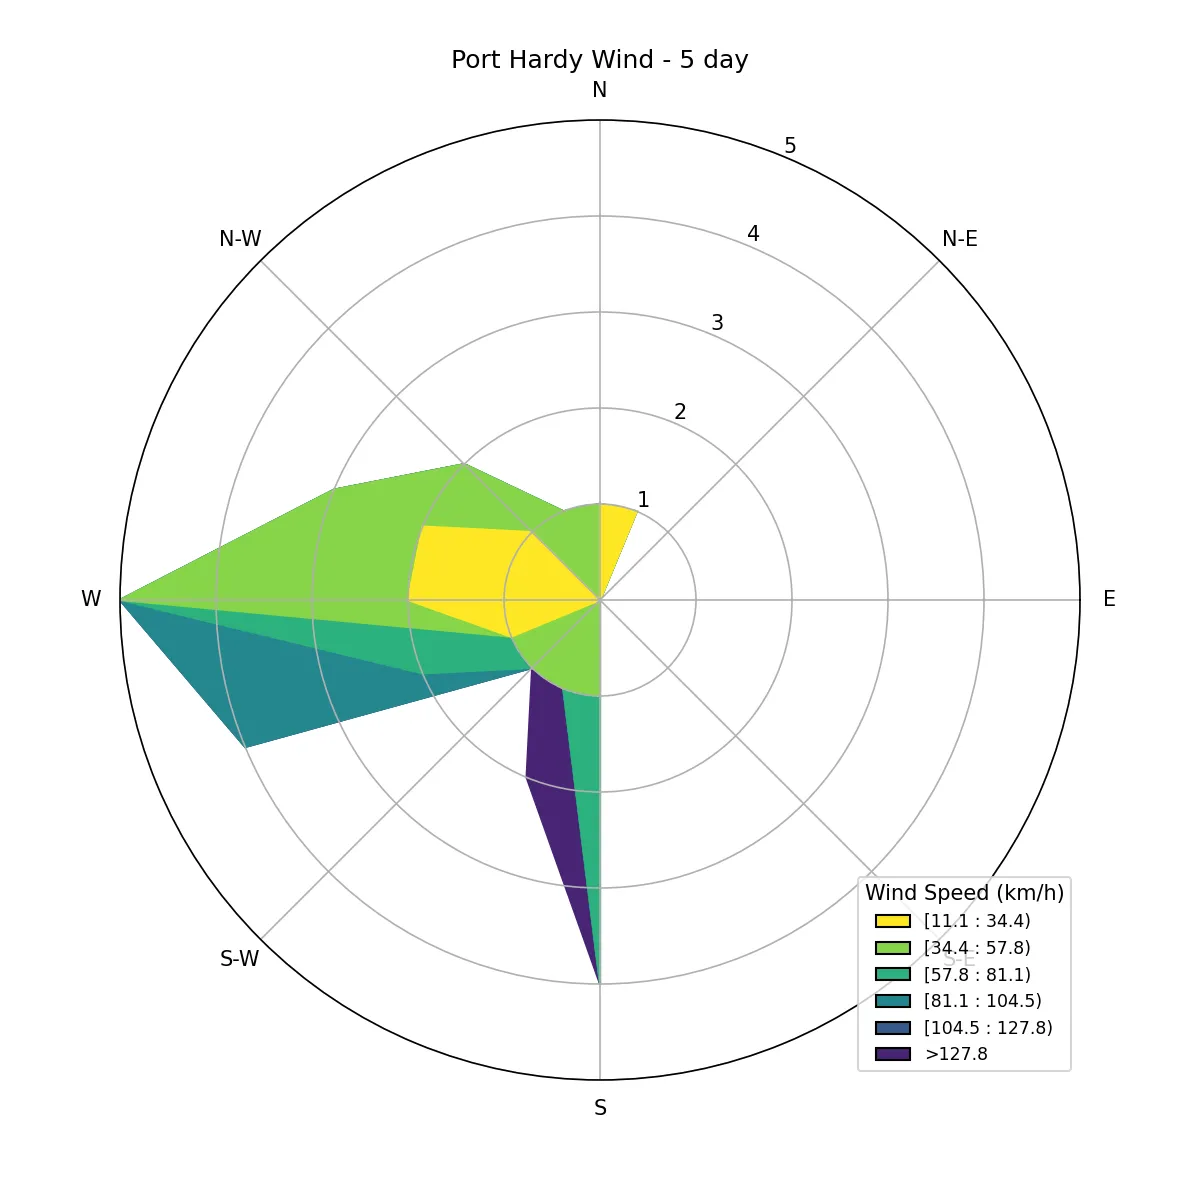 Port Hardy Wind - 5 day
N
5
N-W
4
N-E
3
2
1
W
E
Wind Speed (km/h)
[11.1 : 34.4)
[34.4 : 57.8)
S-W
S-E
[57.8 : 81.1)
[81.1 : 104.5)
[104.5 : 127.8)
>127.8
S